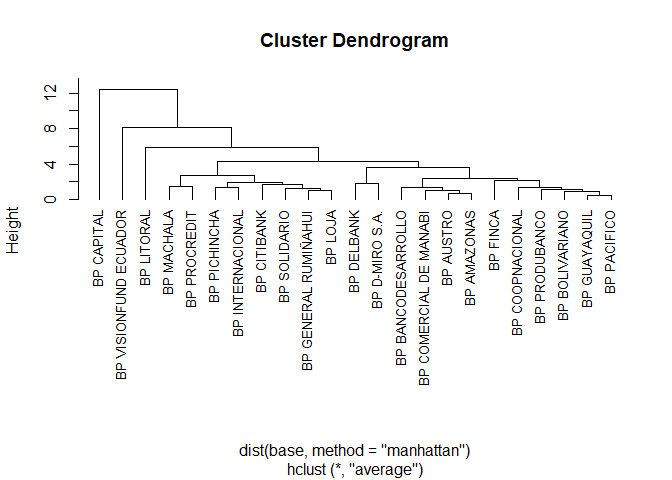 Cluster Dendrogram
Height
12
8
4
0
BP CAPITAL
BP VISIONFUND ECUADOR
BP LITORAL
BP MACHALA
BP PROCREDIT
BP PICHINCHA
BP INTERNACIONAL
BP CITIBANK
BP SOLIDARIO
BP GENERAL RUMIÑAHUI
BP LOJA
BP DELBANK
BP D-MIRO S.A.
BP BANCODESARROLLO
BP COMERCIAL DE MANABI
BP AUSTRO
BP AMAZONAS
BP FINCA
BP COOPNACIONAL
BP PRODUBANCO
BP BOLIVARIANO
BP GUAYAQUIL
BP PACIFICO
dist(base, method = "manhattan")
hclust (*, "average")